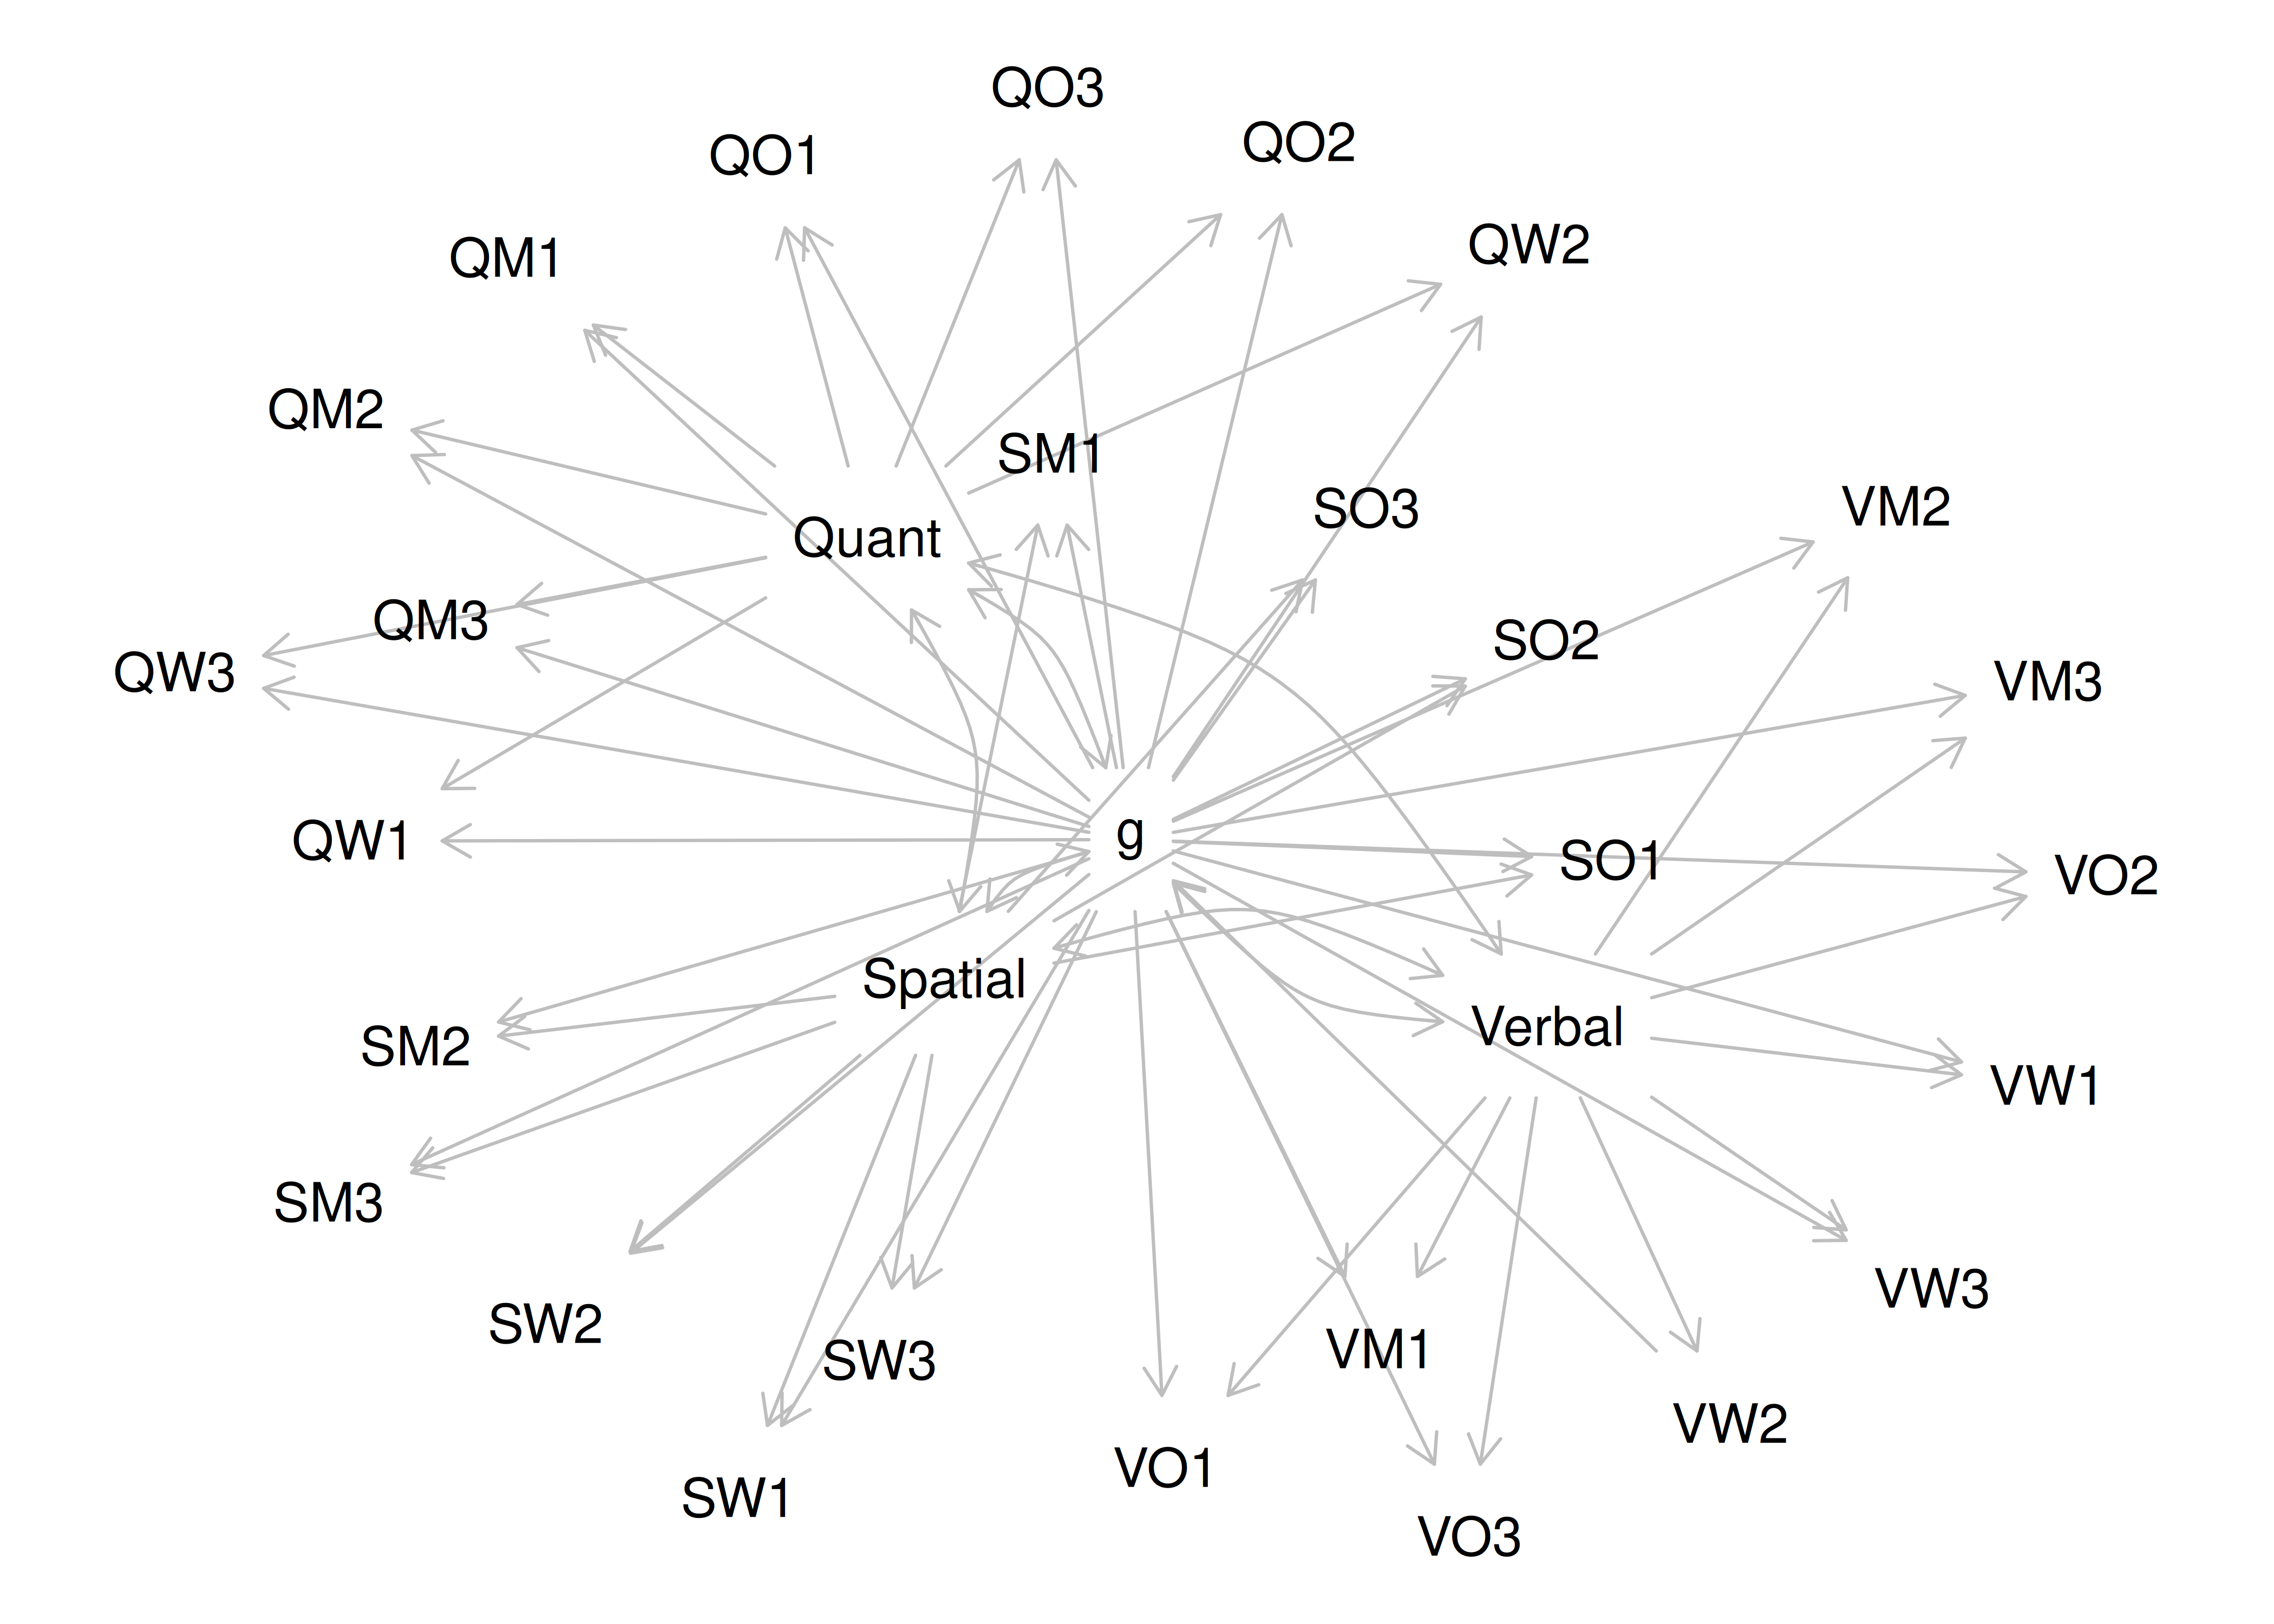 QO3
QO2
QO1
QW2
QM1
QM2
SM1
SO3
VM2
Quant
QM3
SO2
QW3
VM3
g
QW1
SO1
VO2
Spatial
Verbal
SM2
VW1
SM3
VW3
SW2
VM1
SW3
VW2
VO1
SW1
VO3